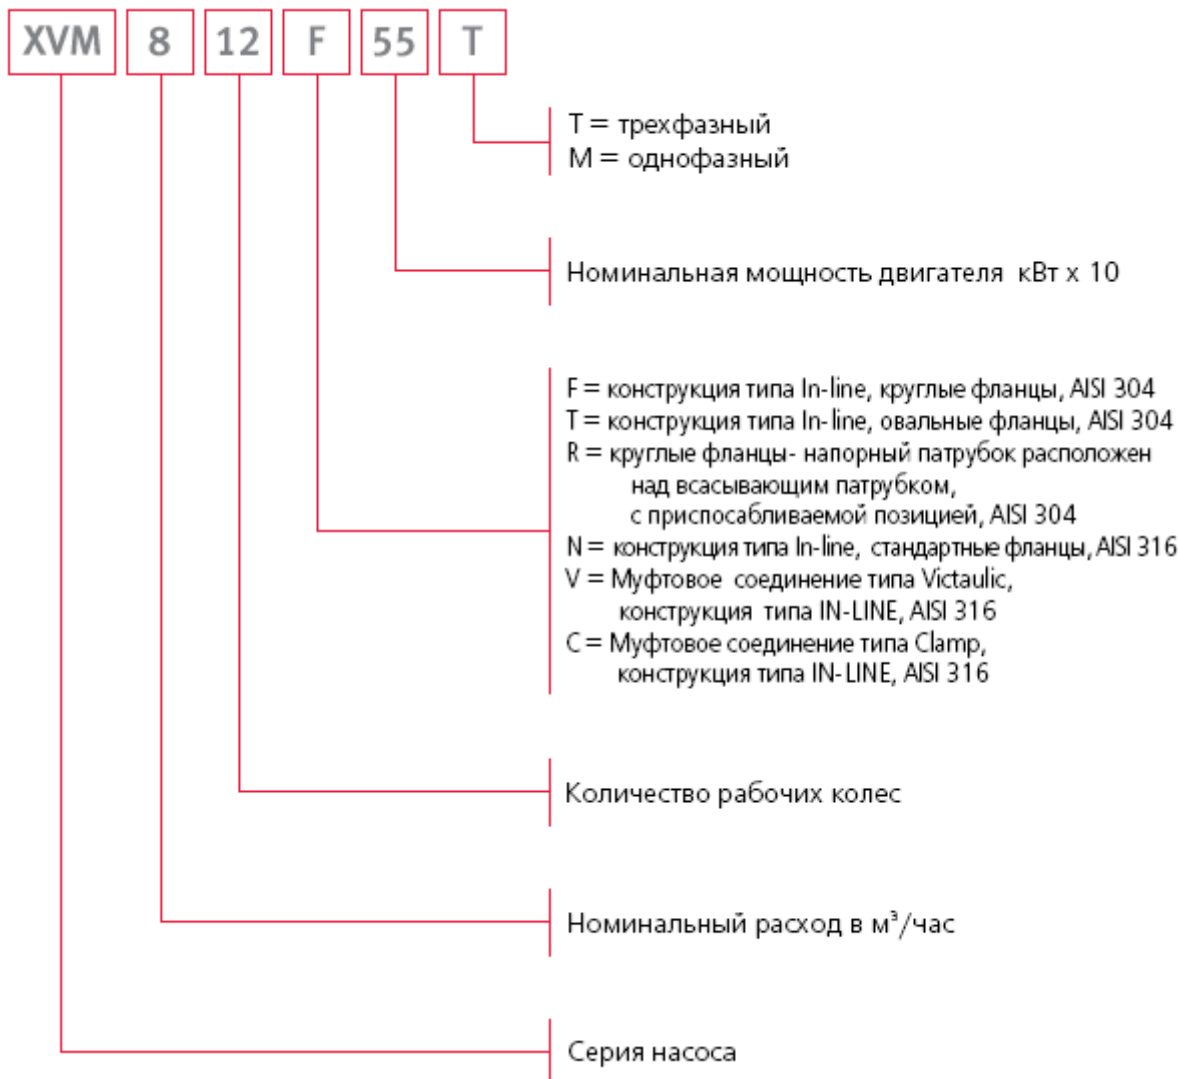 XVM 8 12 F 55 T
T = трехфазный
M = однофазный
Номинальная мощность двигателя кВт x 10
F = конструкция типа In-line, круглые фланцы, AISI 304
T = конструкция типа In-line, овальные фланцы, AISI 304
R = круглые фланцы- напорный патрубок расположен
над всасывающим патрубком,
с приспосабливаемой позицией, AISI 304
N = конструкция типа In-line, стандартные фланцы, AISI 316
V = Муфтовое соединение типа Victaulic,
конструкция типа IN-LINE, AISI 316
C = Муфтовое соединение типа Clamp,
конструкция типа IN-LINE, AISI 316
Количество рабочих колес
Номинальный расход в м³/час
Серия насоса